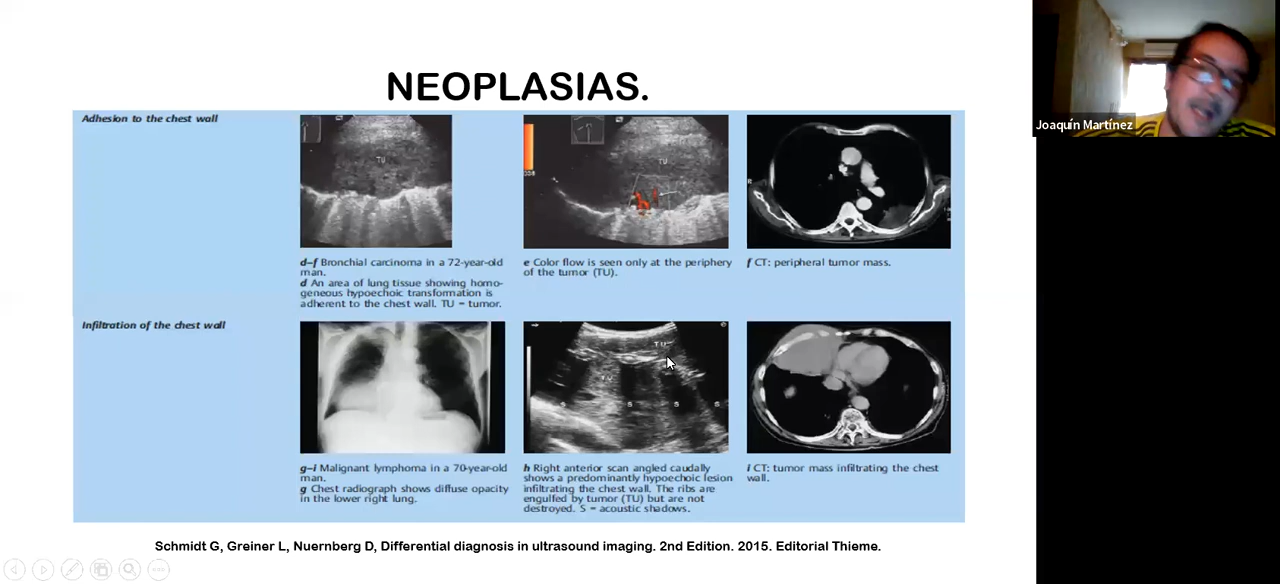 NEOPLASIAS.
Joaquín Martínez
Adhesion to the chest wall
TU
TU
R
d–f Bronchial carcinoma in a 72-year-old
man.
d An area of lung tissue showing homo-
geneous hypoechoic transformation is
adherent to the chest wall. TU = tumor.
e Color flow is seen only at the periphery
of the tumor (TU).
f CT: peripheral tumor mass.
Infiltration of the chest wall
TU
TU
S S S S
g–i Malignant lymphoma in a 70-year-old
man.
g Chest radiograph shows diffuse opacity
in the lower right lung.
h Right anterior scan angled caudally
shows a predominantly hypoechoic lesion
infiltrating the chest wall. The ribs are
engulfed by tumor (TU) but are not
destroyed. S = acoustic shadows.
i CT: tumor mass infiltrating the chest
wall.
Schmidt G, Greiner L, Nuernberg D, Differential diagnosis in ultrasound imaging. 2nd Edition. 2015. Editorial Thieme.